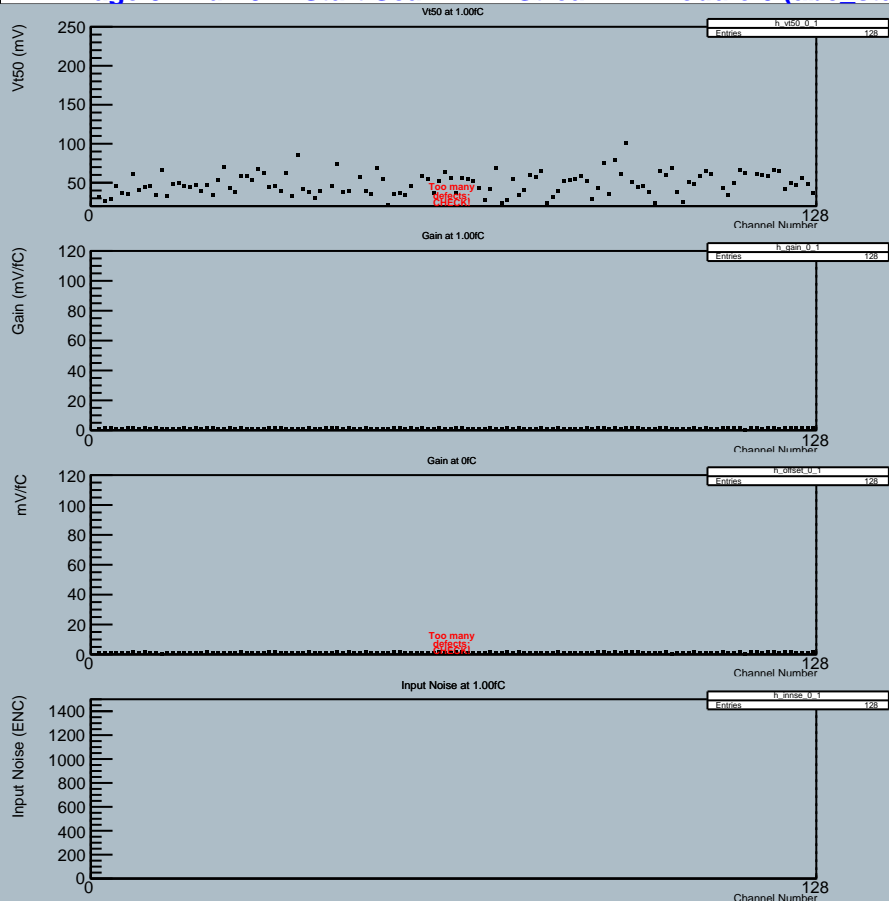 Vt50 at 1.00fC
h_vt50_0_1
Entries 128
Vt50 (mV)
250
200
150
100
50
Too many
defects:
CHECK!
0
128
Channel Number
Gain at 1.00fC
h_gain_0_1
Entries 128
Gain (mV/fC)
120
100
80
60
40
20
0
0
128
Channel Number
Gain at 0fC
h_offset_0_1
Entries 128
mV/fC
120
100
80
60
40
20
Too many
defects:
CHECK!
0
0
128
Channel Number
Input Noise at 1.00fC
h_innse_0_1
Entries 128
Input Noise (ENC)
1400
1200
1000
800
600
400
200
0
0
128
Channel Number